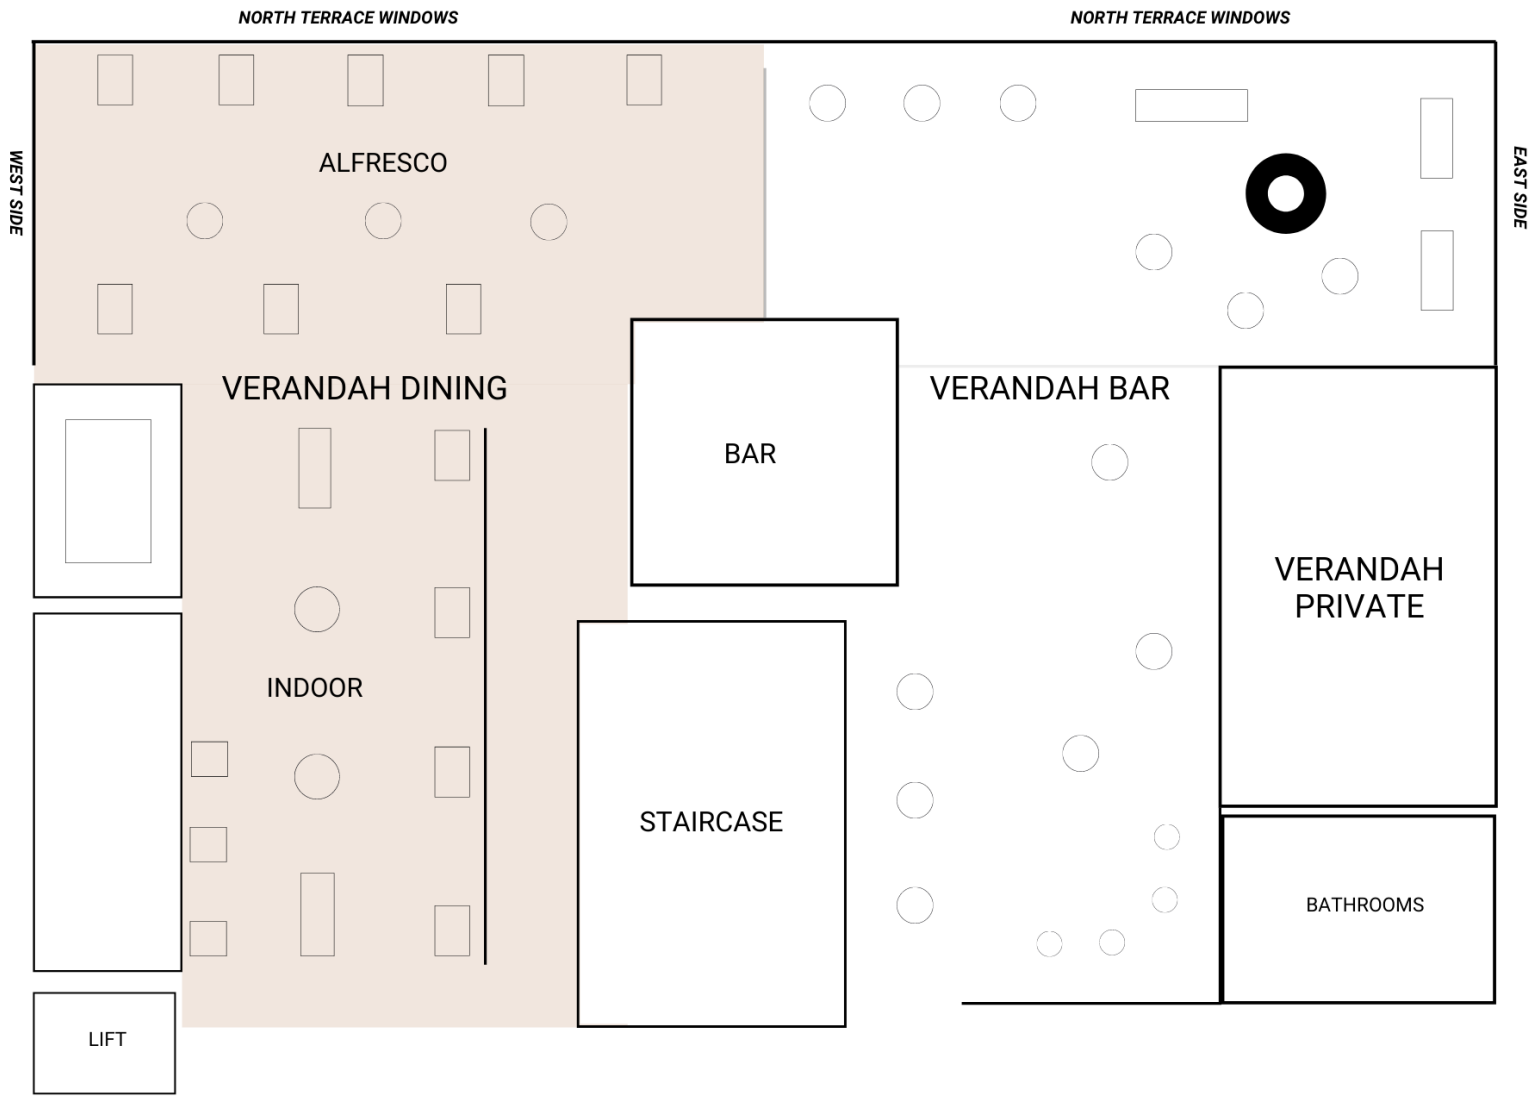 NORTH TERRACE WINDOWS
NORTH TERRACE WINDOWS
WEST SIDE
EAST SIDE
ALFRESCO
VERANDAH DINING
VERANDAH BAR
BAR
VERANDAH
PRIVATE
INDOOR
STAIRCASE
BATHROOMS
LIFT